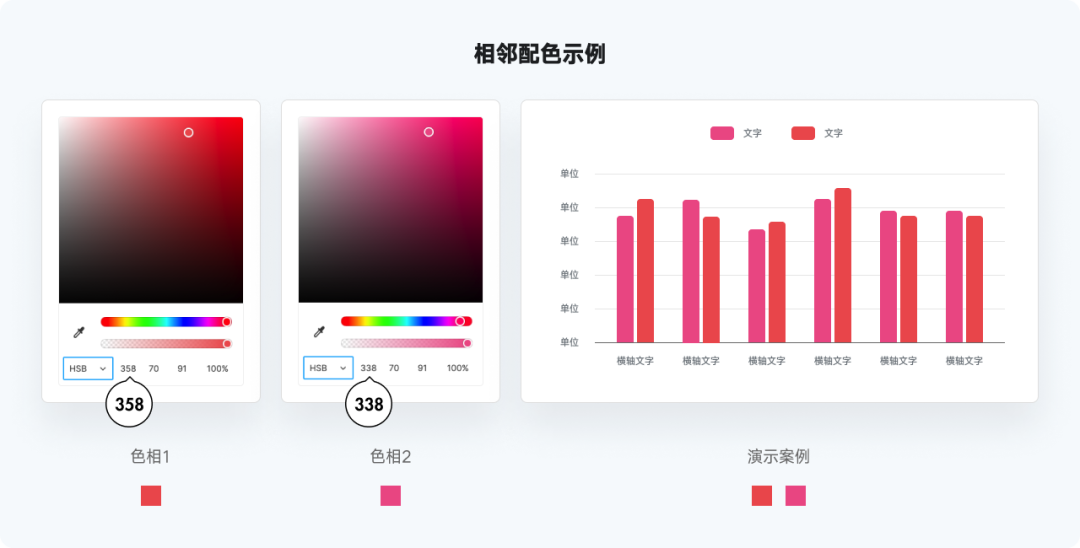 相邻配色示例
HSB 358 70 91 100%
358
色相1
HSB 338 70 91 100%
338
色相2
文字 文字
单位
单位
单位
单位
单位
单位
横轴文字 横轴文字 横轴文字 横轴文字 横轴文字 横轴文字
演示案例